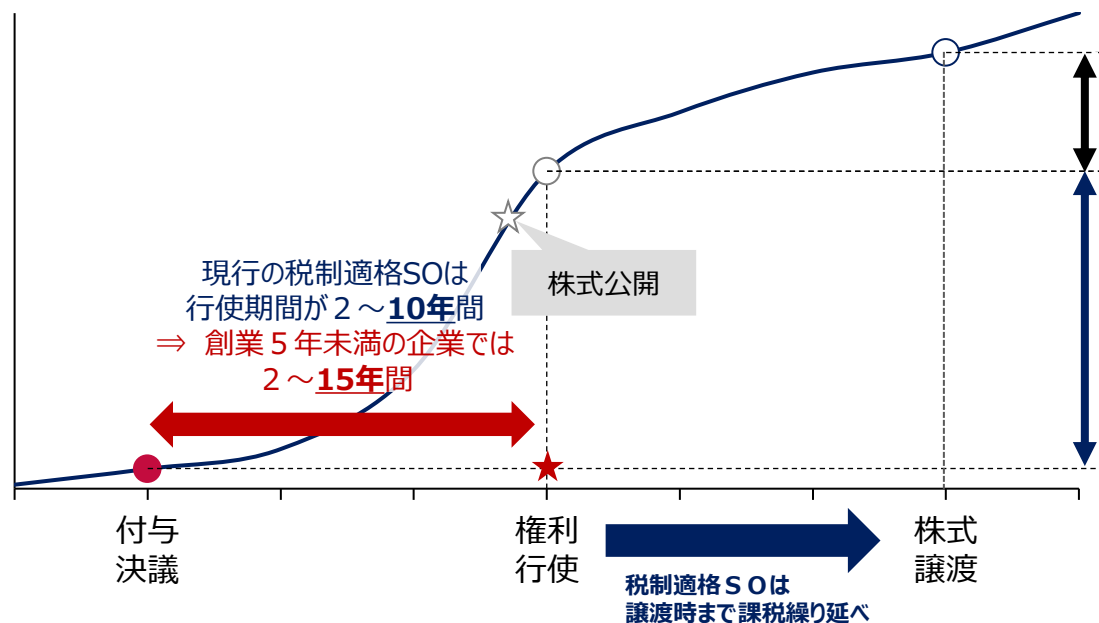 現行の税制適格SOは
行使期間が２～10年間
⇒ 創業５年未満の企業では
２～15年間
株式公開
付与
決議
権利
行使
株式
譲渡
税制適格ＳＯは
譲渡時まで課税繰り延べ